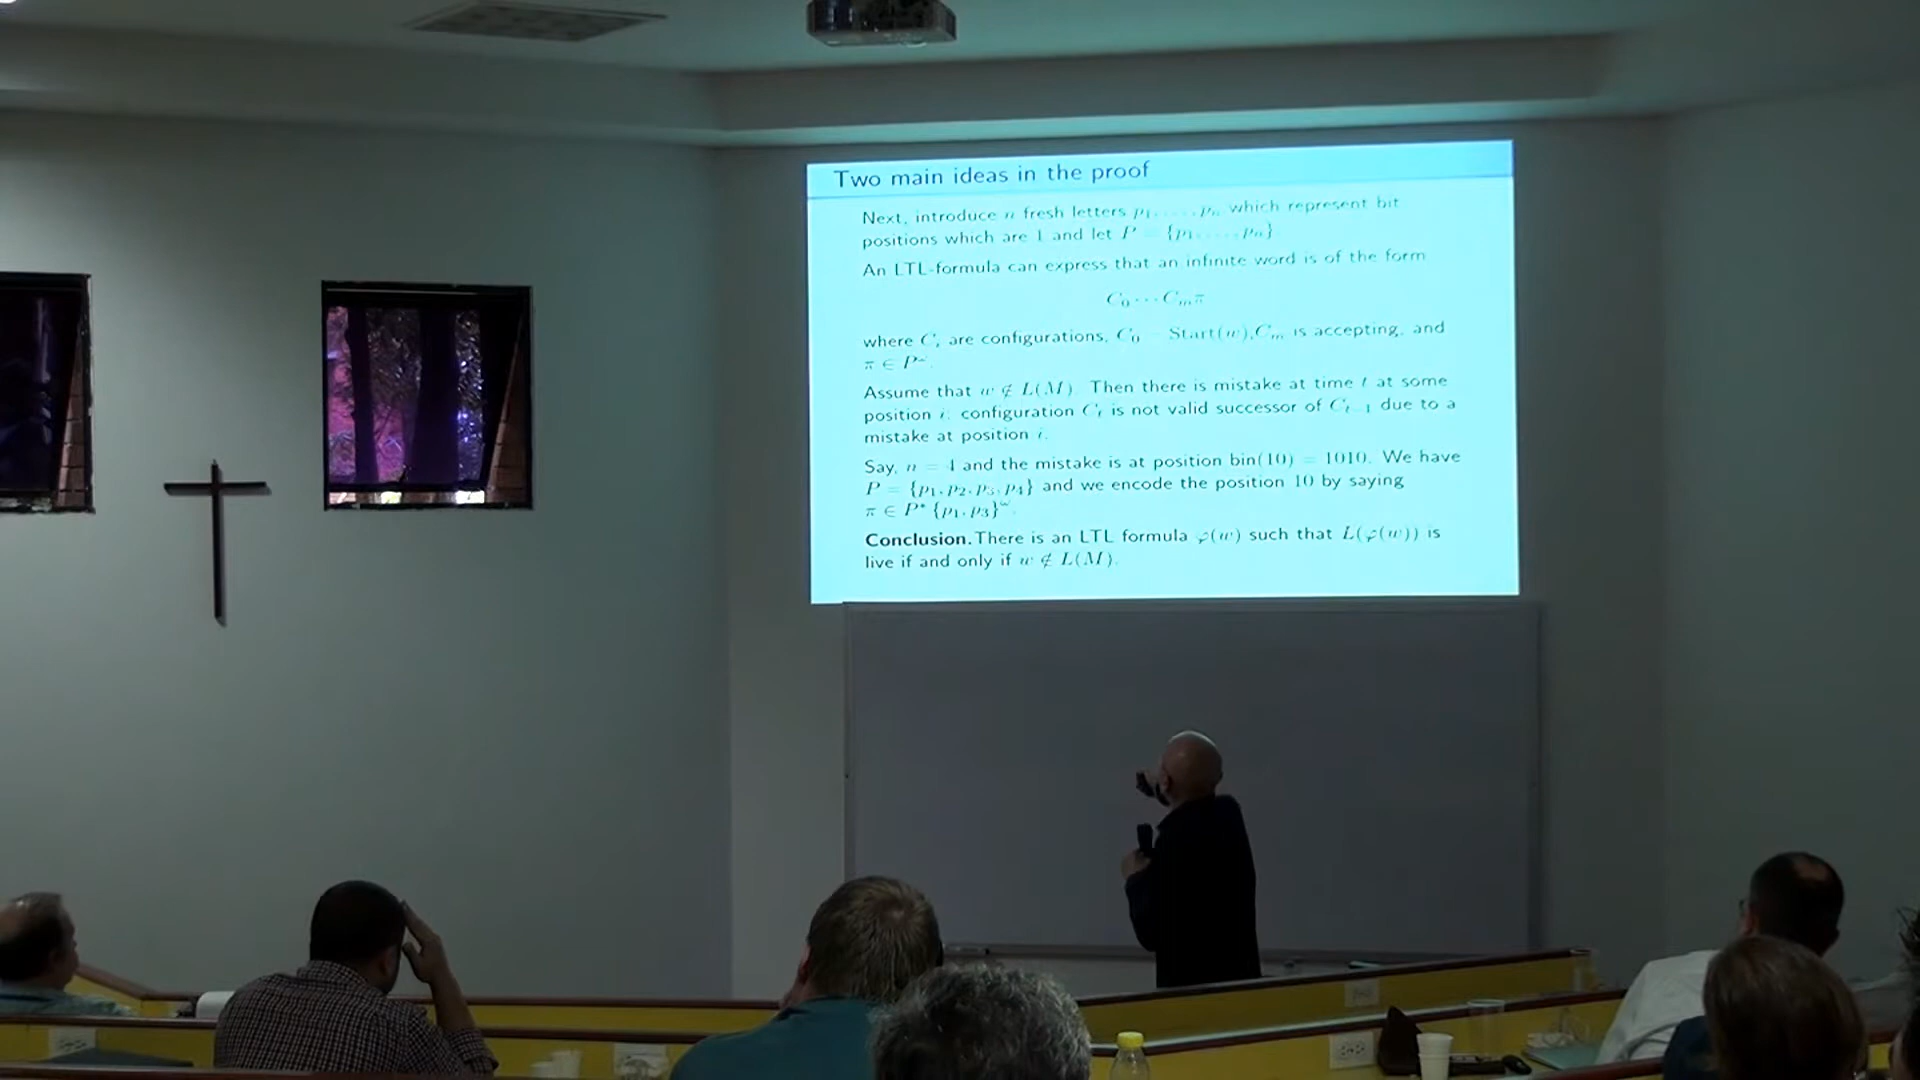 Two main ideas in the proof
Next, introduce n fresh letters p₁, ..., pₙ which represent bit
positions which are 1 and let P = {p₁, ..., pₙ}.
An LTL-formula can express that an infinite word is of the form
C₀ ··· Cₘπ
where Cᵢ are configurations, C₀ = Start(w), Cₘ is accepting, and
π ∈ P^ω.
Assume that w ∉ L(M). Then there is mistake at time t at some
position i: configuration Cₜ is not valid successor of Cₜ₋₁ due to a
mistake at position i.
Say, n = 4 and the mistake is at position bin(10) = 1010. We have
P = {p₁, p₂, p₃, p₄} and we encode the position 10 by saying
π ∈ P* {p₁, p₃}^ω.
Conclusion. There is an LTL formula φ(w) such that L(φ(w)) is
live if and only if w ∉ L(M).